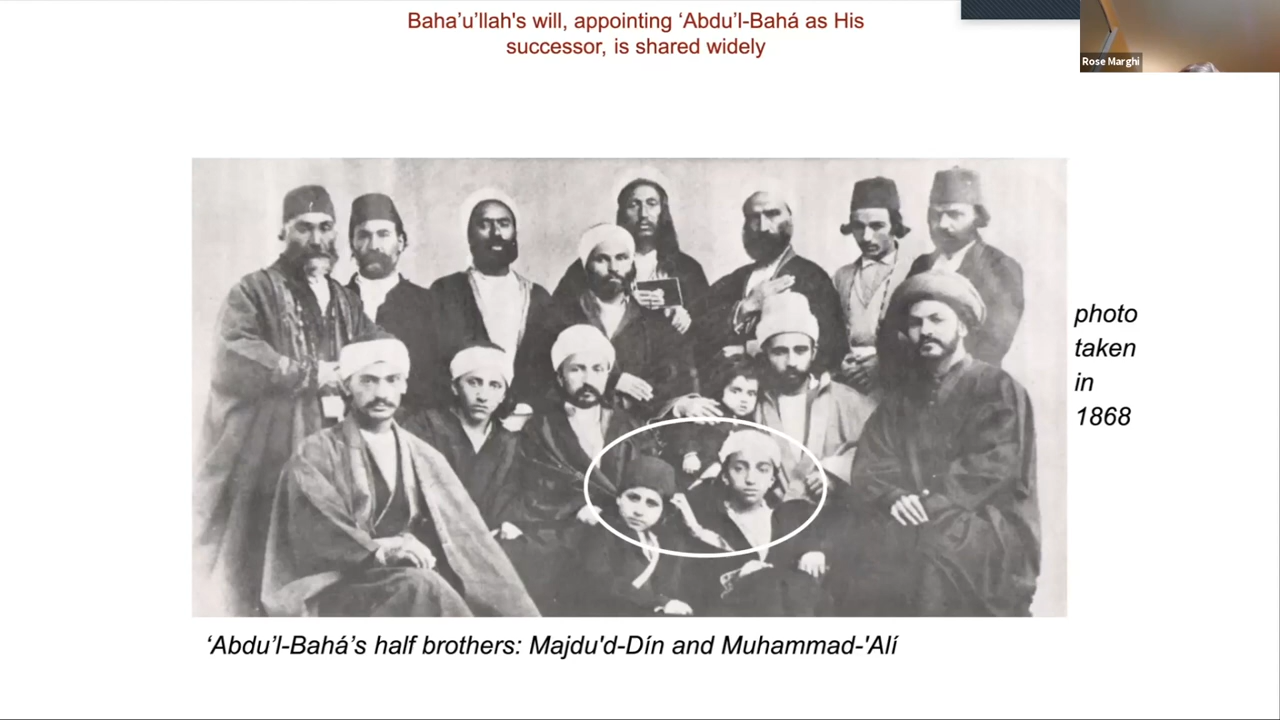 Baha’u’llah's will, appointing ‘Abdu’l-Bahá as His
successor, is shared widely
Rose Marghi
photo
taken
in
1868
‘Abdu’l-Bahá’s half brothers: Majdu'd-Dín and Muhammad-'Alí